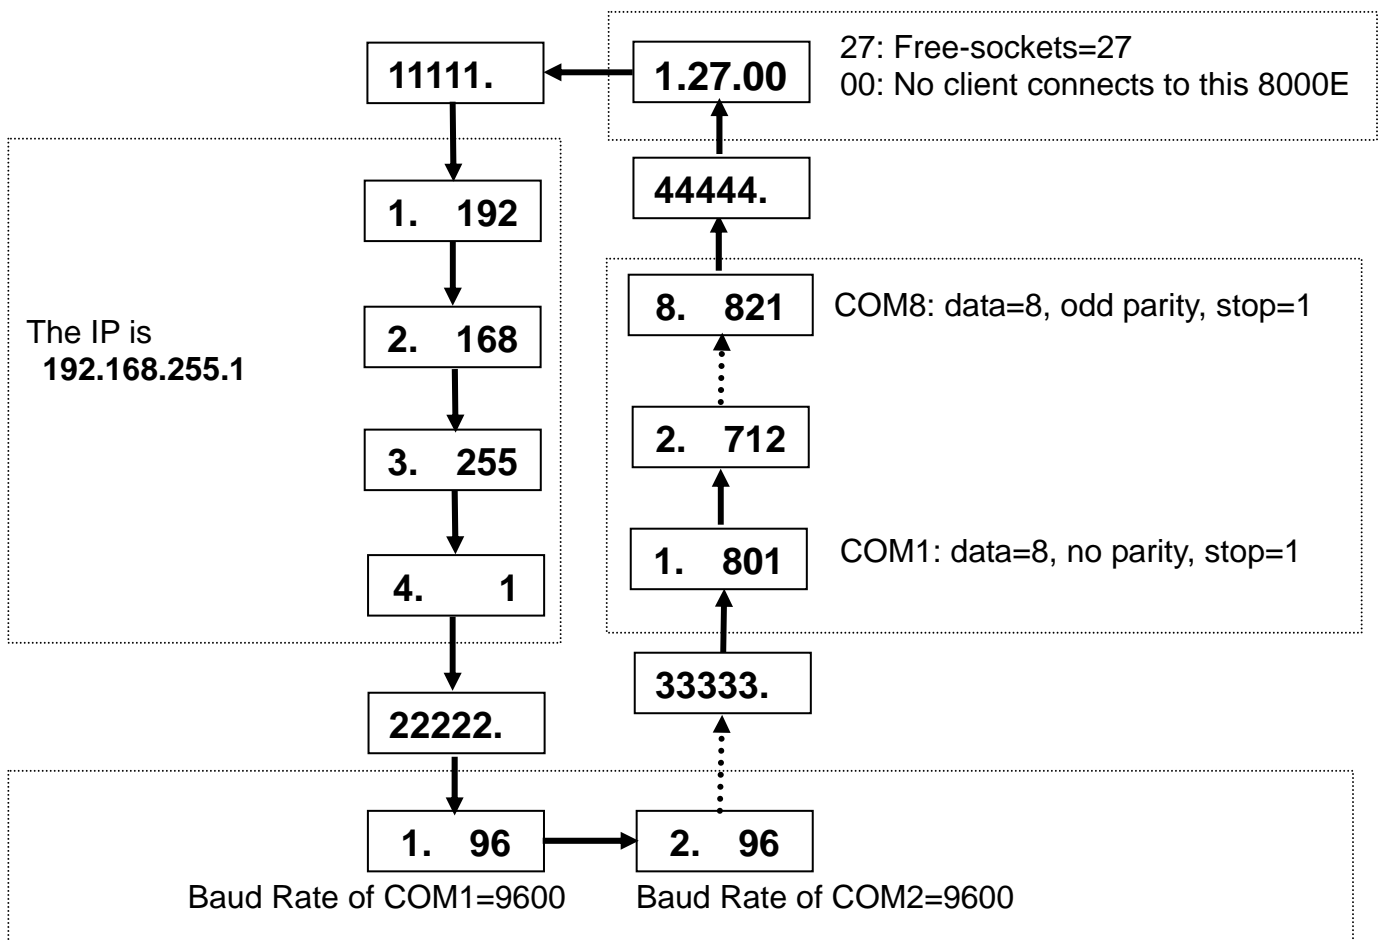 27: Free-sockets=27
11111.
1.27.00
00: No client connects to this 8000E
44444.
1. 192
8. 821
COM8: data=8, odd parity, stop=1
The IP is
2. 168
192.168.255.1
2. 712
3. 255
1. 801
COM1: data=8, no parity, stop=1
4. 1
33333.
22222.
1. 96
2. 96
Baud Rate of COM1=9600
Baud Rate of COM2=9600